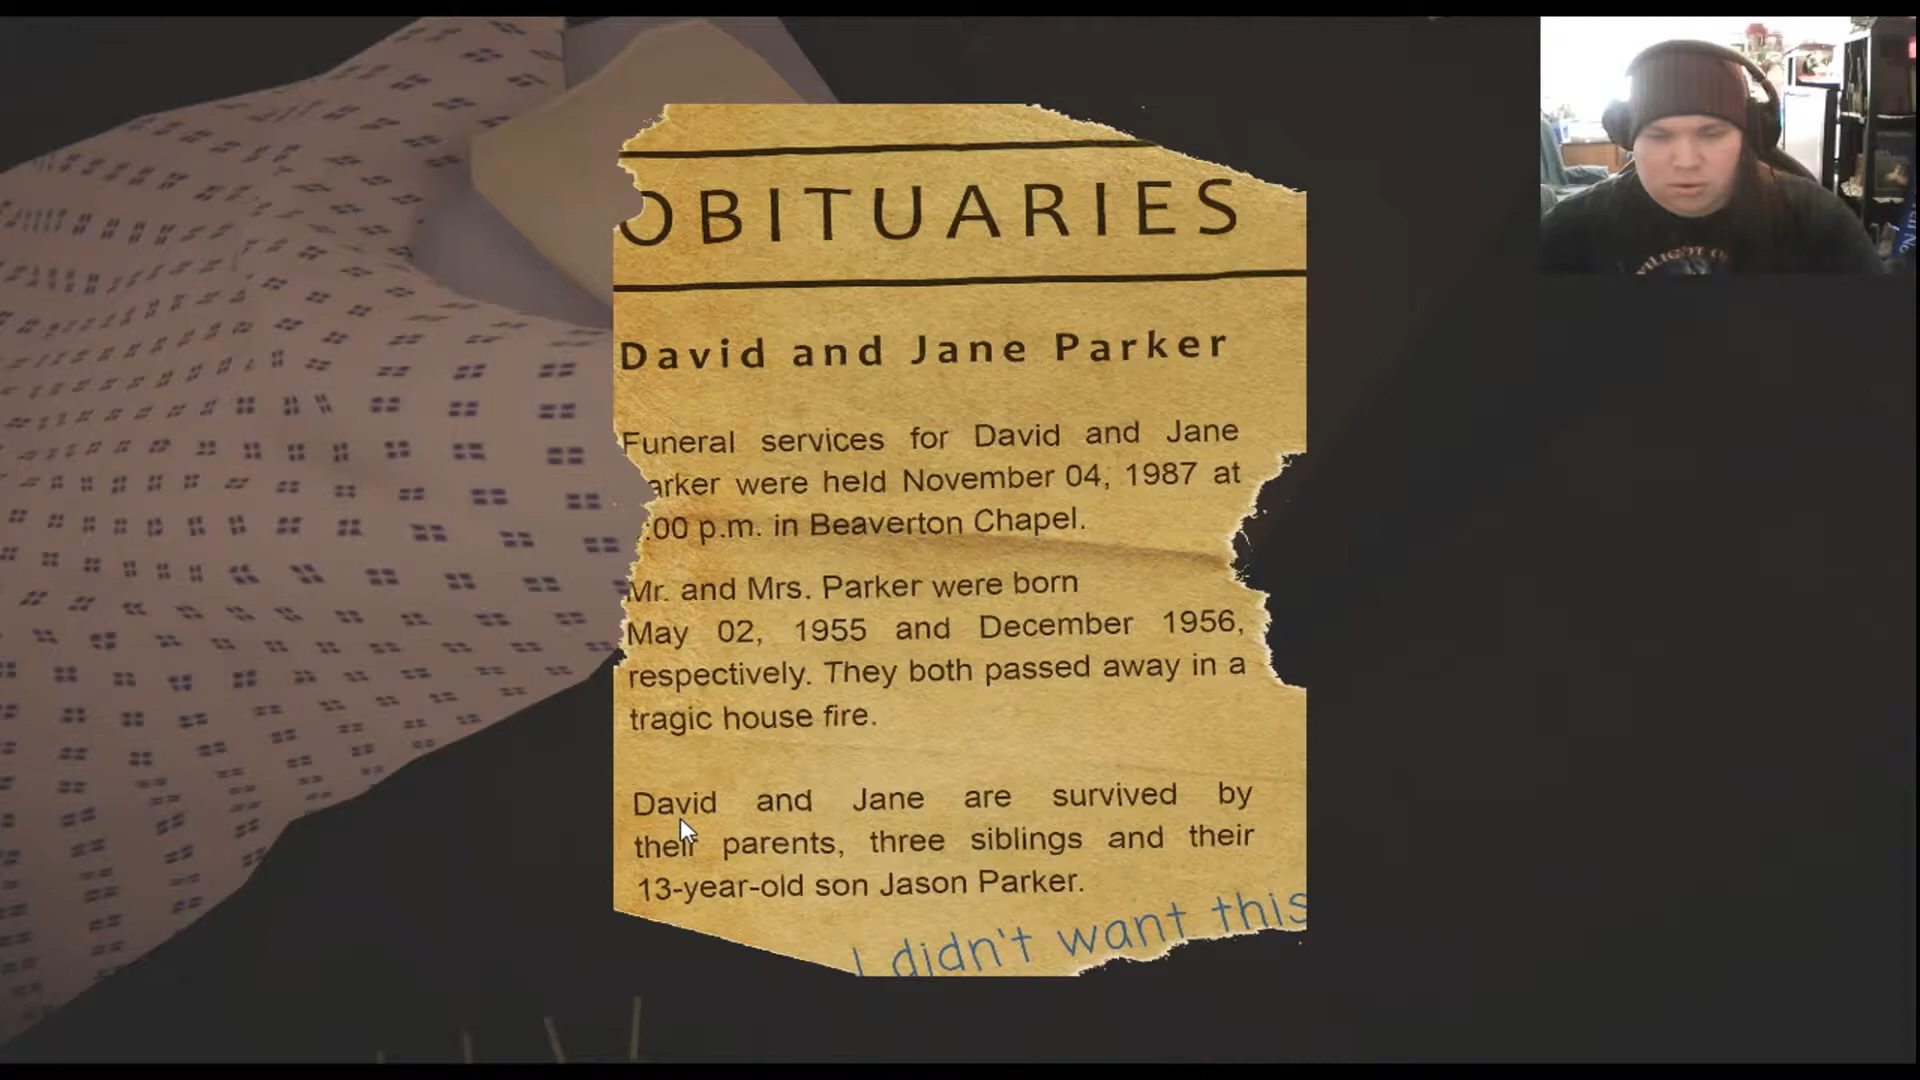 OBITUARIES
David and Jane Parker
Funeral services for David and Jane
arker were held November 04, 1987 at
:00 p.m. in Beaverton Chapel.
Mr. and Mrs. Parker were born
May 02, 1955 and December 1956,
respectively. They both passed away in a
tragic house fire.
David and Jane are survived by
their parents, three siblings and their
13-year-old son Jason Parker.
I didn't want this